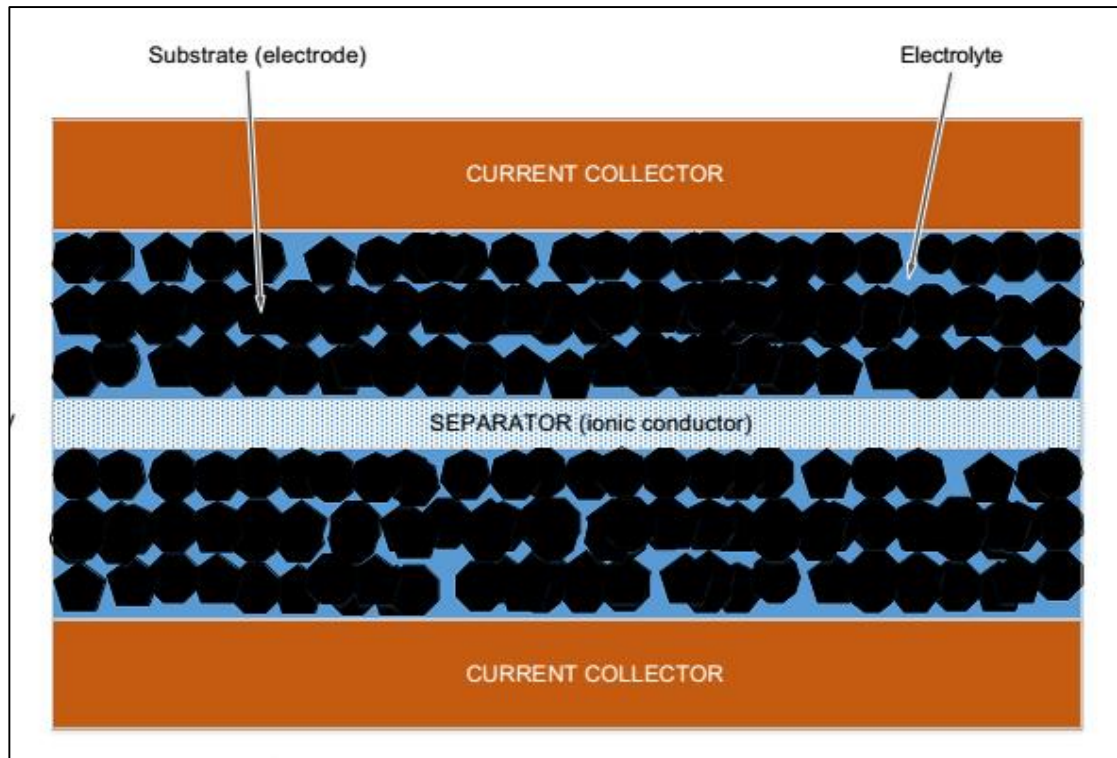 Substrate (electrode)
Electrolyte
CURRENT COLLECTOR
SEPARATOR (ionic conductor)
CURRENT COLLECTOR